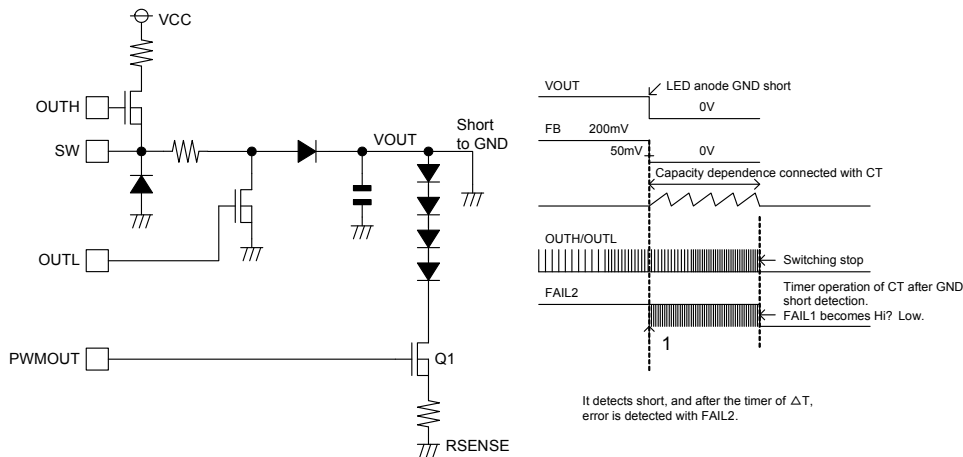 VCC
OUTH
SW
VOUT
Short
to GND
OUTL
PWMOUT
Q1
RSENSE
VOUT
LED anode GND short
0V
FB
200mV
50mV
0V
Capacity dependence connected with CT
OUTH/OUTL
Switching stop
FAIL2
Timer operation of CT after GND
short detection.
FAIL1 becomes Hi? Low.
1
It detects short, and after the timer of △T,
error is detected with FAIL2.